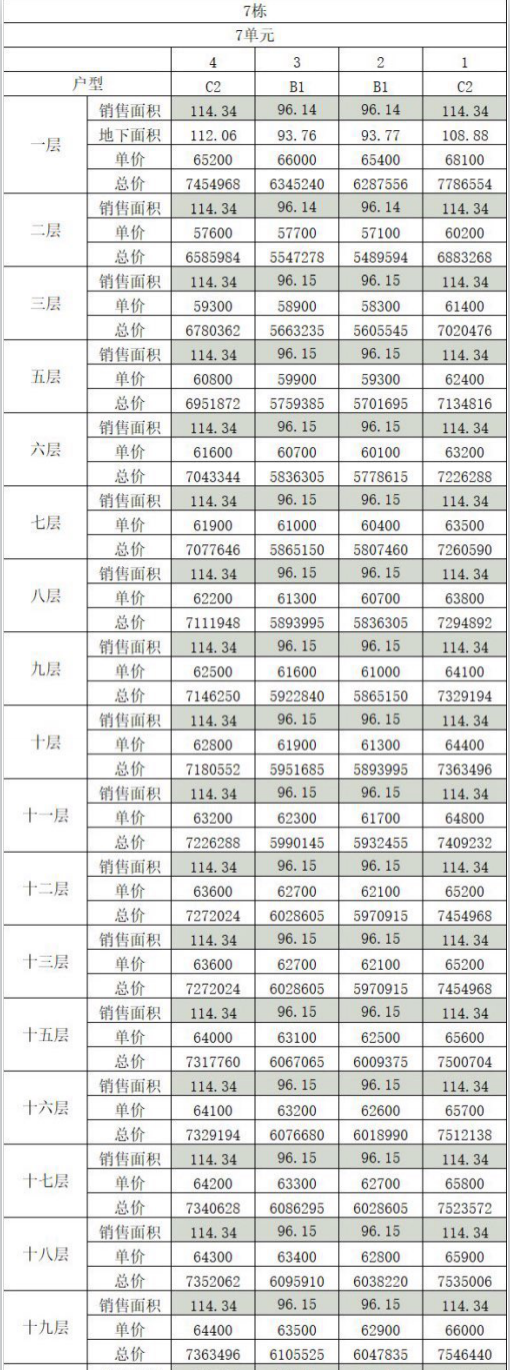 7栋
7单元
4 3 2 1
户型 C2 B1 B1 C2
一层
销售面积 114.34 96.14 96.14 114.34
地下面积 112.06 93.76 93.77 108.88
单价 65200 66000 65400 68100
总价 7454968 6345240 6287556 7786554
二层
销售面积 114.34 96.14 96.14 114.34
单价 57600 57700 57100 60200
总价 6585984 5547278 5489594 6883268
三层
销售面积 114.34 96.15 96.15 114.34
单价 59300 58900 58300 61400
总价 6780362 5663235 5605545 7020476
五层
销售面积 114.34 96.15 96.15 114.34
单价 60800 59900 59300 62400
总价 6951872 5759385 5701695 7134816
六层
销售面积 114.34 96.15 96.15 114.34
单价 61600 60700 60100 63200
总价 7043344 5836305 5778615 7226288
七层
销售面积 114.34 96.15 96.15 114.34
单价 61900 61000 60400 63500
总价 7077646 5865150 5807460 7260590
八层
销售面积 114.34 96.15 96.15 114.34
单价 62200 61300 60700 63800
总价 7111948 5893995 5836305 7294892
九层
销售面积 114.34 96.15 96.15 114.34
单价 62500 61600 61000 64100
总价 7146250 5922840 5865150 7329194
十层
销售面积 114.34 96.15 96.15 114.34
单价 62800 61900 61300 64400
总价 7180552 5951685 5893995 7363496
十一层
销售面积 114.34 96.15 96.15 114.34
单价 63200 62300 61700 64800
总价 7226288 5990145 5932455 7409232
十二层
销售面积 114.34 96.15 96.15 114.34
单价 63600 62700 62100 65200
总价 7272024 6028605 5970915 7454968
十三层
销售面积 114.34 96.15 96.15 114.34
单价 63600 62700 62100 65200
总价 7272024 6028605 5970915 7454968
十五层
销售面积 114.34 96.15 96.15 114.34
单价 64000 63100 62500 65600
总价 7317760 6067065 6009375 7500704
十六层
销售面积 114.34 96.15 96.15 114.34
单价 64100 63200 62600 65700
总价 7329194 6076680 6018990 7512138
十七层
销售面积 114.34 96.15 96.15 114.34
单价 64200 63300 62700 65800
总价 7340628 6086295 6028605 7523572
十八层
销售面积 114.34 96.15 96.15 114.34
单价 64300 63400 62800 65900
总价 7352062 6095910 6038220 7535006
十九层
销售面积 114.34 96.15 96.15 114.34
单价 64400 63500 62900 66000
总价 7363496 6105525 6047835 7546440